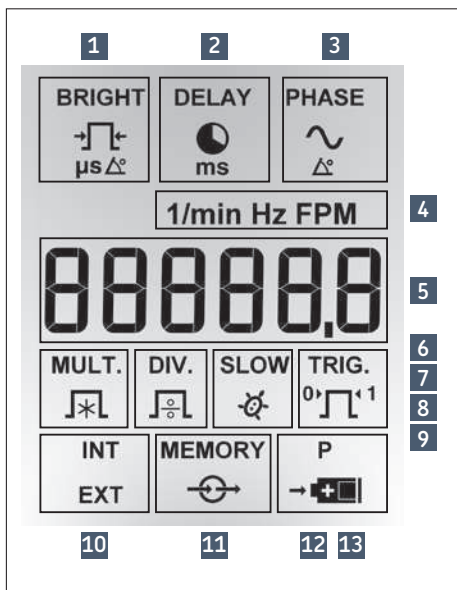 1 2 3
BRIGHT DELAY PHASE
µs ms
1/min Hz FPM 4
888888.8 5
6
MULT. DIV. SLOW TRIG. 7
0 1 8
9
INT MEMORY P
EXT
10 11 12 13